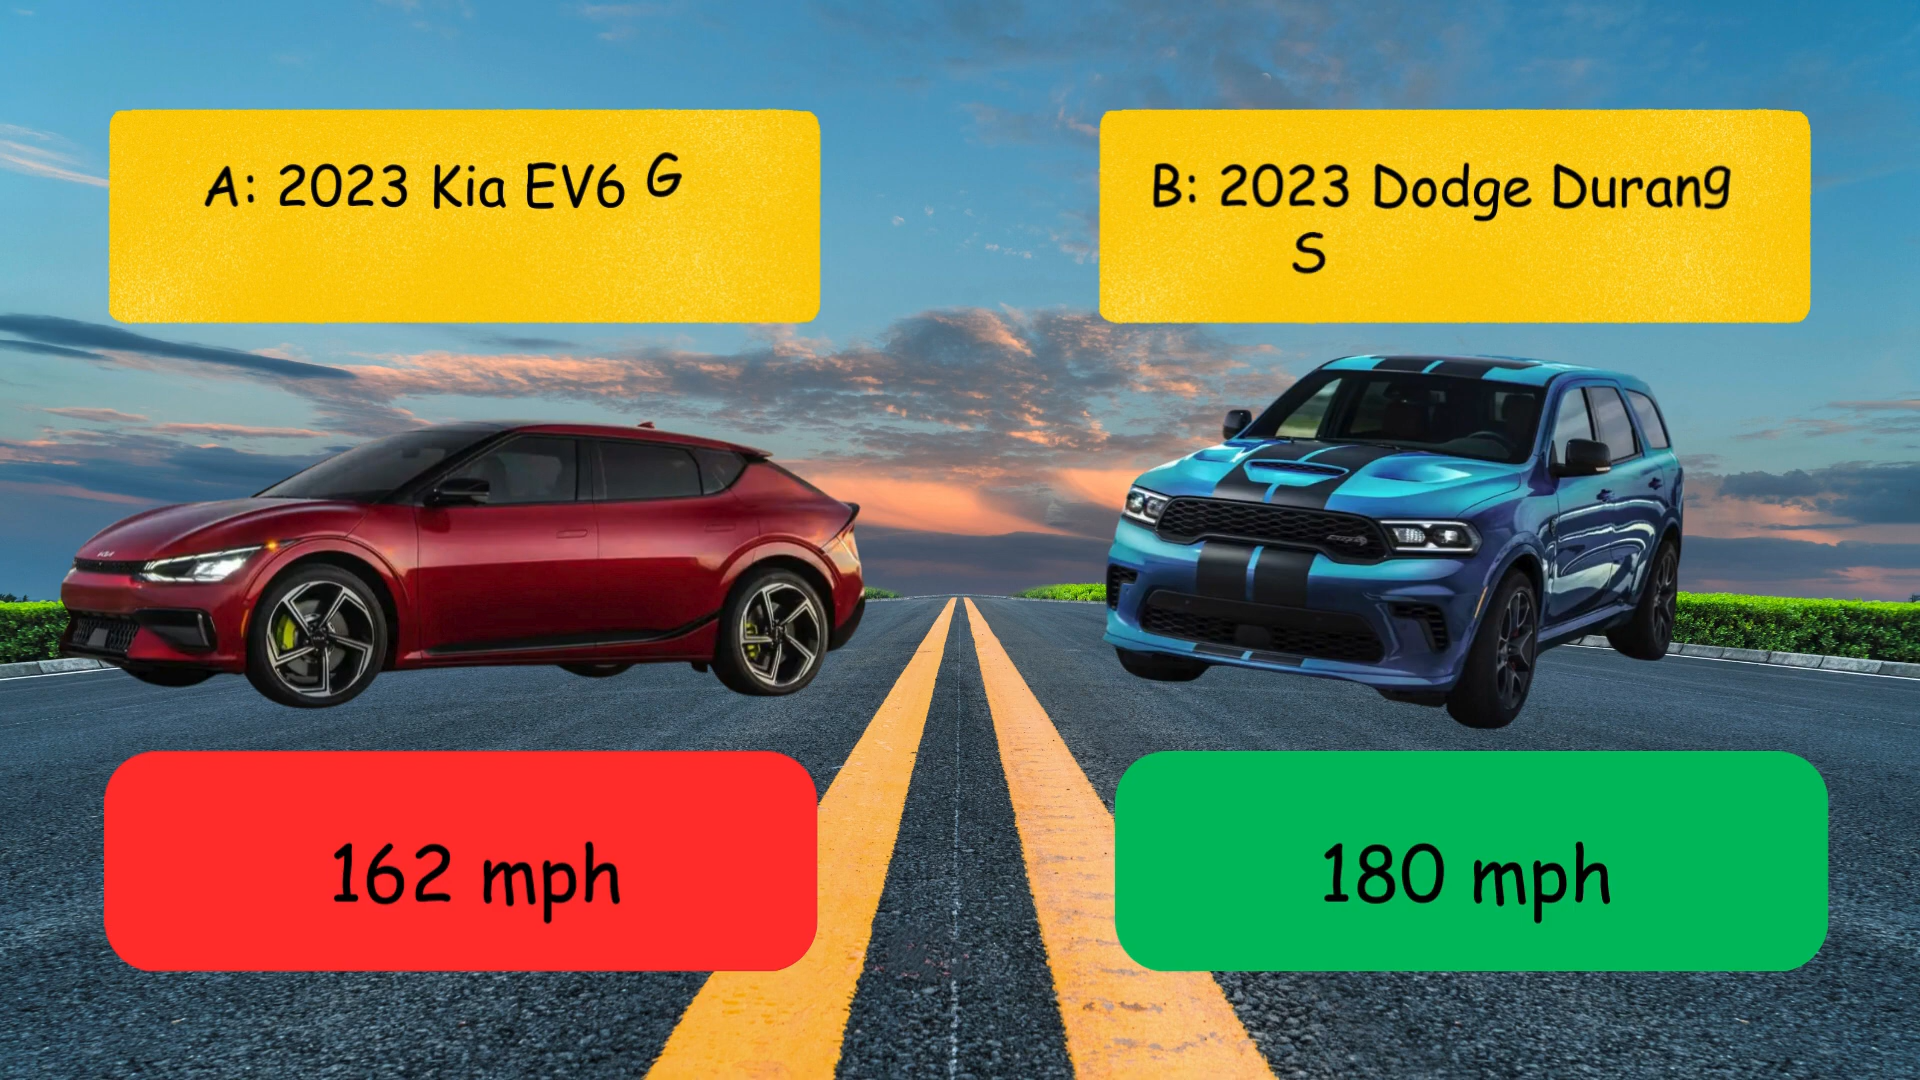 A: 2023 Kia EV6 G
B: 2023 Dodge Durang
S
162 mph
180 mph